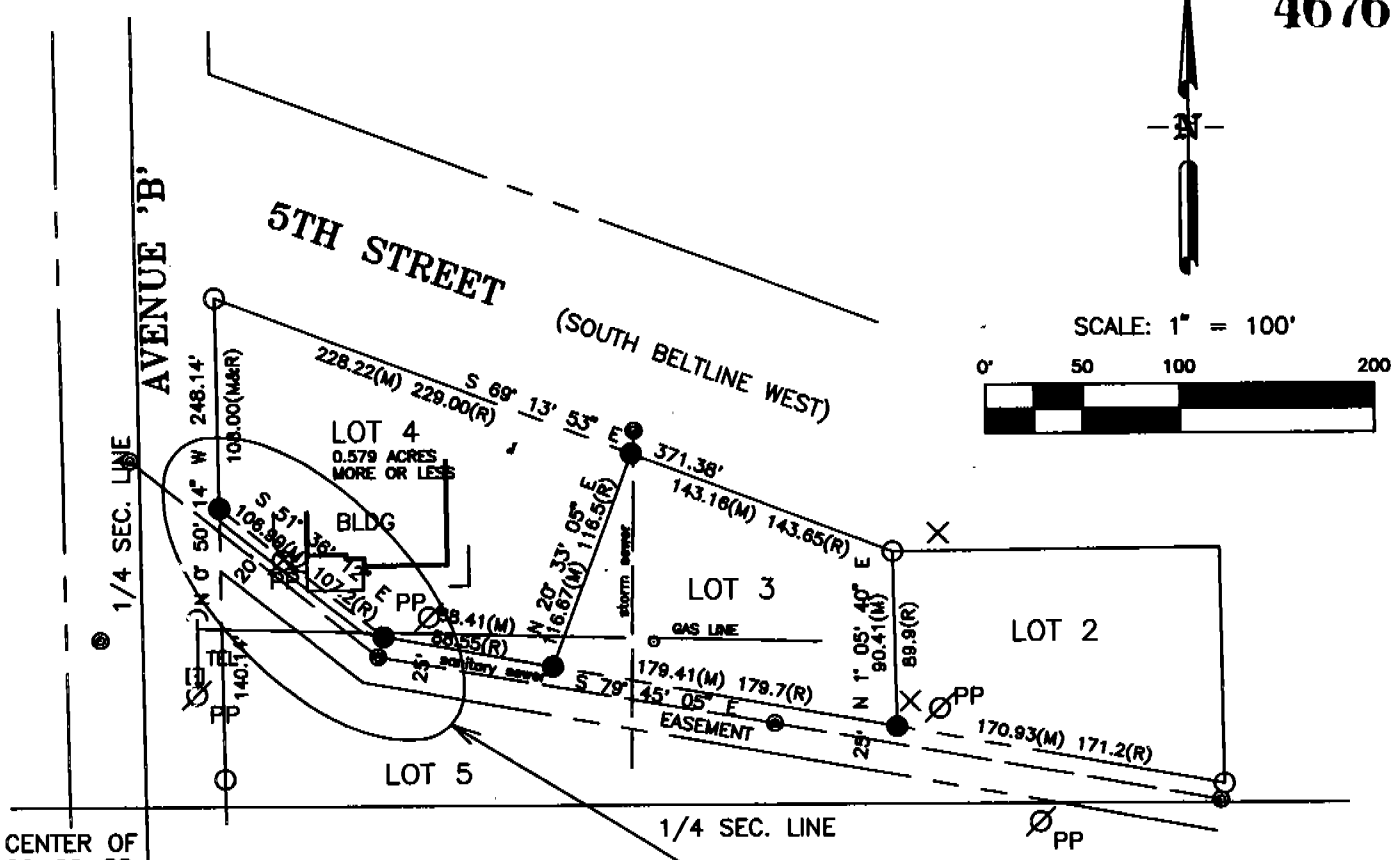 4676
N
SCALE: 1" = 100'
0' 50 100 200
AVENUE 'B'
5TH STREET
(SOUTH BELTLINE WEST)
228.22(M) 229.00(R)
S 69° 13' 53" E
371.38'
143.16(M) 143.65(R)
N 0° 50' 14" W 248.14'
108.00(M&R)
1/4 SEC. LINE
LOT 4
0.579 ACRES
MORE OR LESS
BLDG
S 51° 36' 12" E
106.90(M)
107.2(R)
20'
PP
PP
88.41(M)
88.55(R)
N 20° 33' 05" E
116.67(M) 116.5(R)
storm sewer
LOT 3
GAS LINE
N 1° 05' 40" E
90.41(M)
89.9(R)
LOT 2
TEL
[T]
PP
140.14'
25'
sanitary sewer
179.41(M) 179.7(R)
S 79° 45' 05" E
EASEMENT
25'
PP
170.93(M) 171.2(R)
LOT 5
1/4 SEC. LINE
PP
CENTER OF